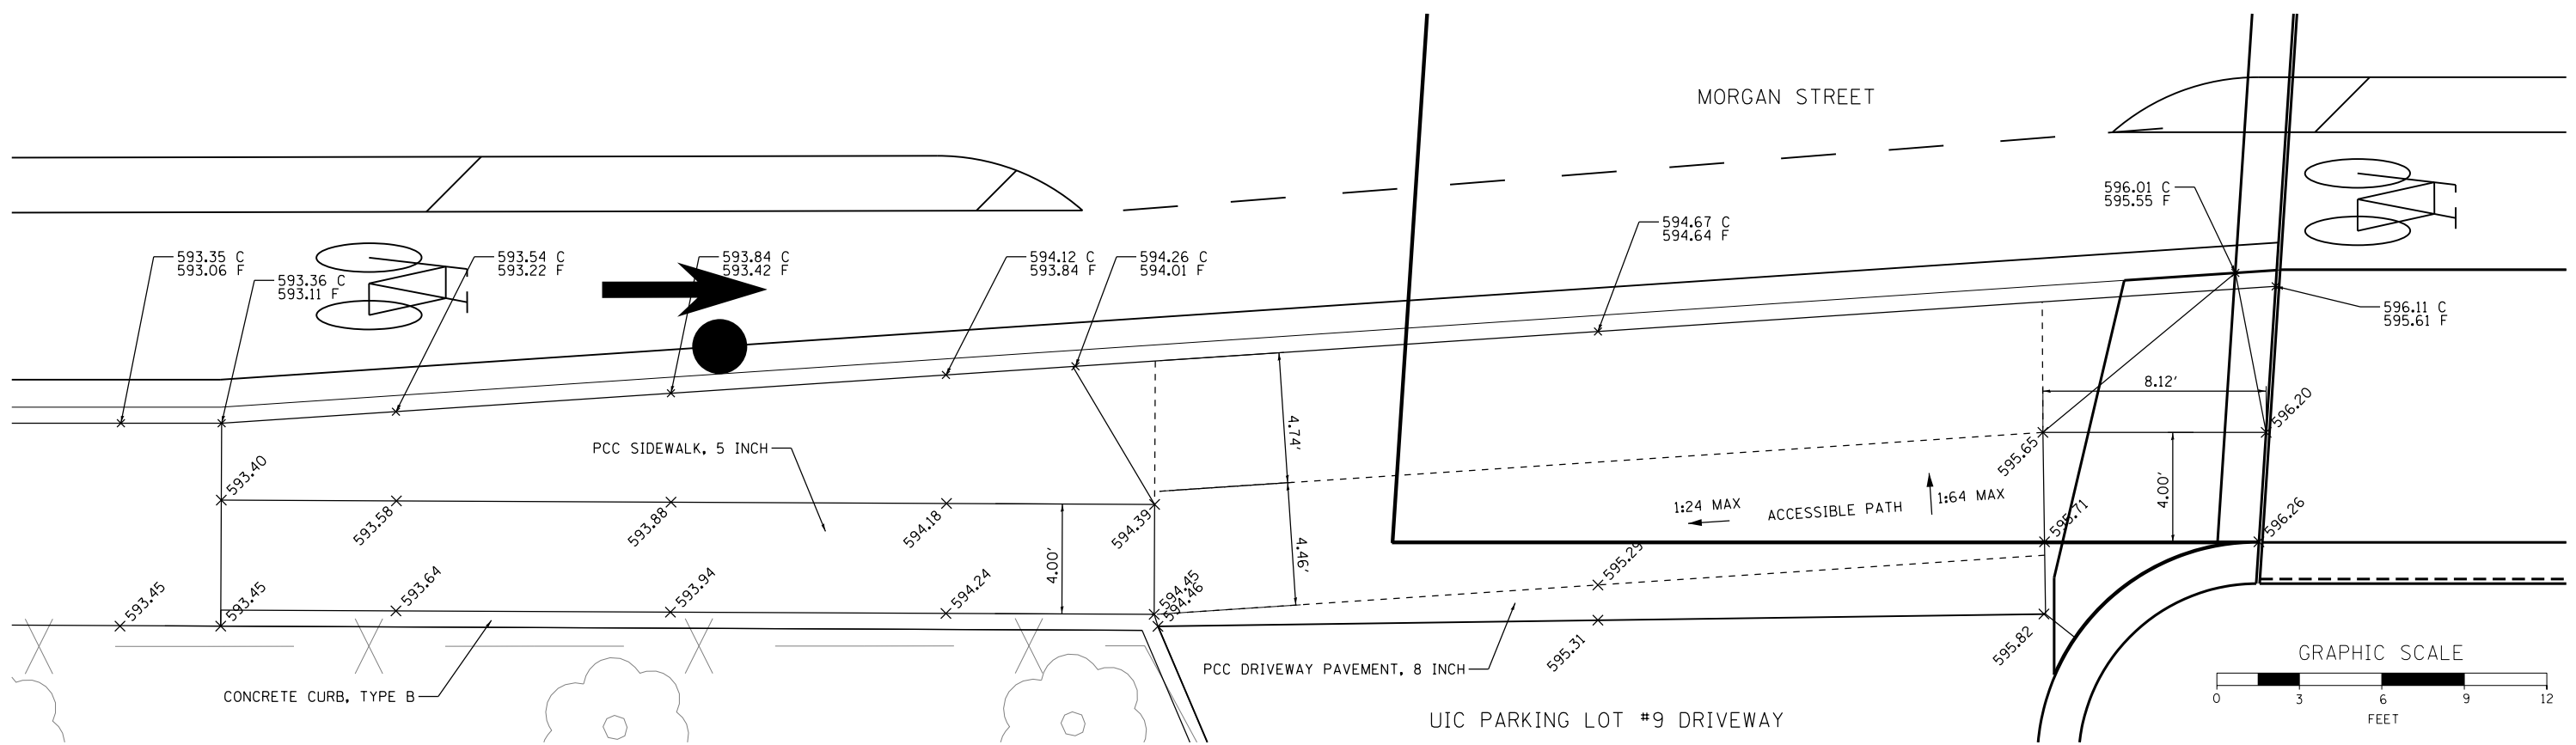 MORGAN STREET
596.01 C
595.55 F
594.67 C
594.64 F
593.35 C
593.06 F
593.36 C
593.11 F
593.54 C
593.22 F
593.84 C
593.42 F
594.12 C
593.84 F
594.26 C
594.01 F
596.11 C
595.61 F
8.12'
596.20
4.74'
PCC SIDEWALK, 5 INCH
593.40
593.58
593.88
594.18
594.39
595.65
4.00'
1:24 MAX
ACCESSIBLE PATH
1:64 MAX
595.71
596.26
4.00'
4.46'
595.29
593.45
593.45
593.64
593.94
594.24
594.45
594.46
595.31
595.82
PCC DRIVEWAY PAVEMENT, 8 INCH
CONCRETE CURB, TYPE B
UIC PARKING LOT #9 DRIVEWAY
GRAPHIC SCALE
0 3 6 9 12
FEET